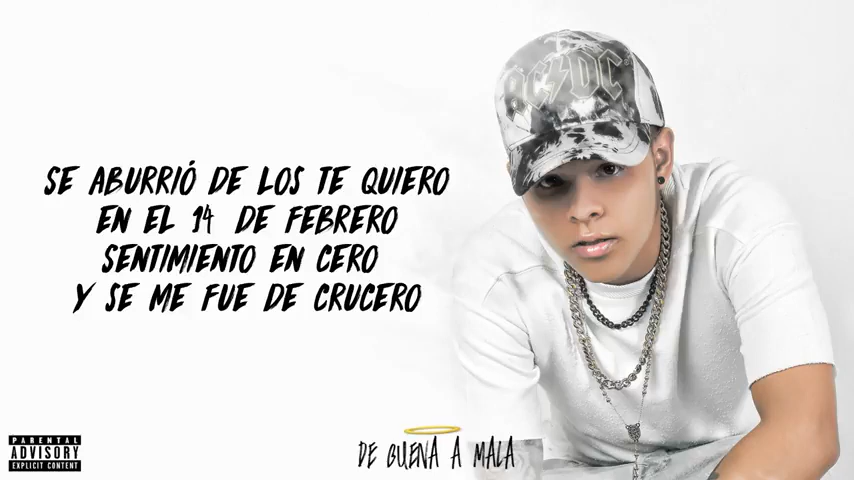 AC⚡DC
SE ABURRIÓ DE LOS TE QUIERO
EN EL 14 DE FEBRERO
SENTIMIENTO EN CERO
Y SE ME FUE DE CRUCERO
DE BUENA A MALA
PARENTAL
ADVISORY
EXPLICIT CONTENT